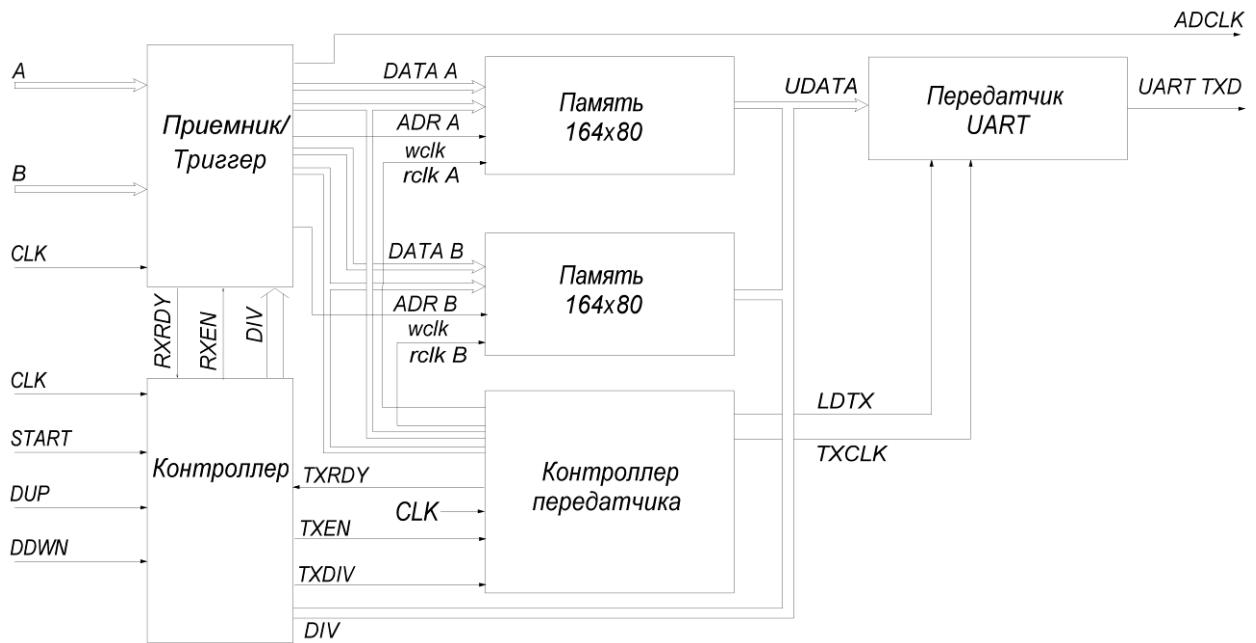 ADCLK
A
DATA A
UDATA
UART TXD
Приемник/
Триггер
Память
164x80
Передатчик
UART
ADR A
wclk
rclk A
B
CLK
DATA B
Память
164x80
ADR B
wclk
rclk B
RXRDY
RXEN
DIV
CLK
START
DUP
DDWN
Контроллер
LDTX
TXCLK
TXRDY
Контроллер
передатчика
CLK
TXEN
TXDIV
DIV